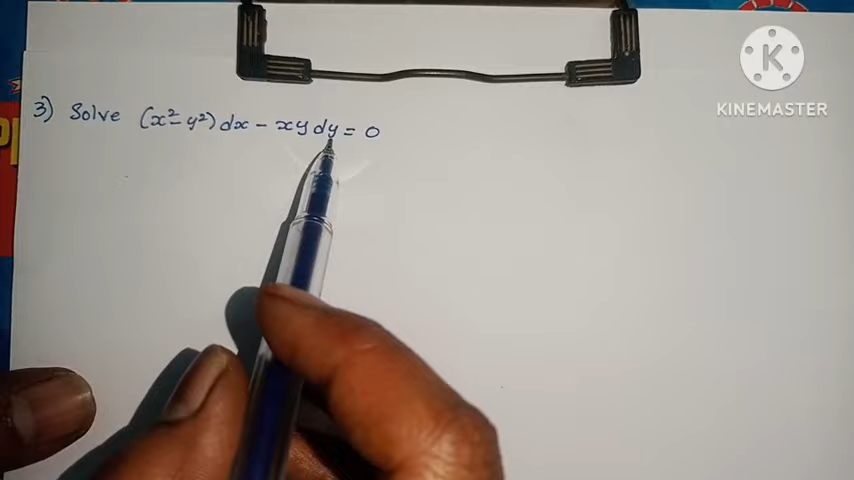 3) Solve (x² - y²) dx - xy dy = 0
KINEMASTER